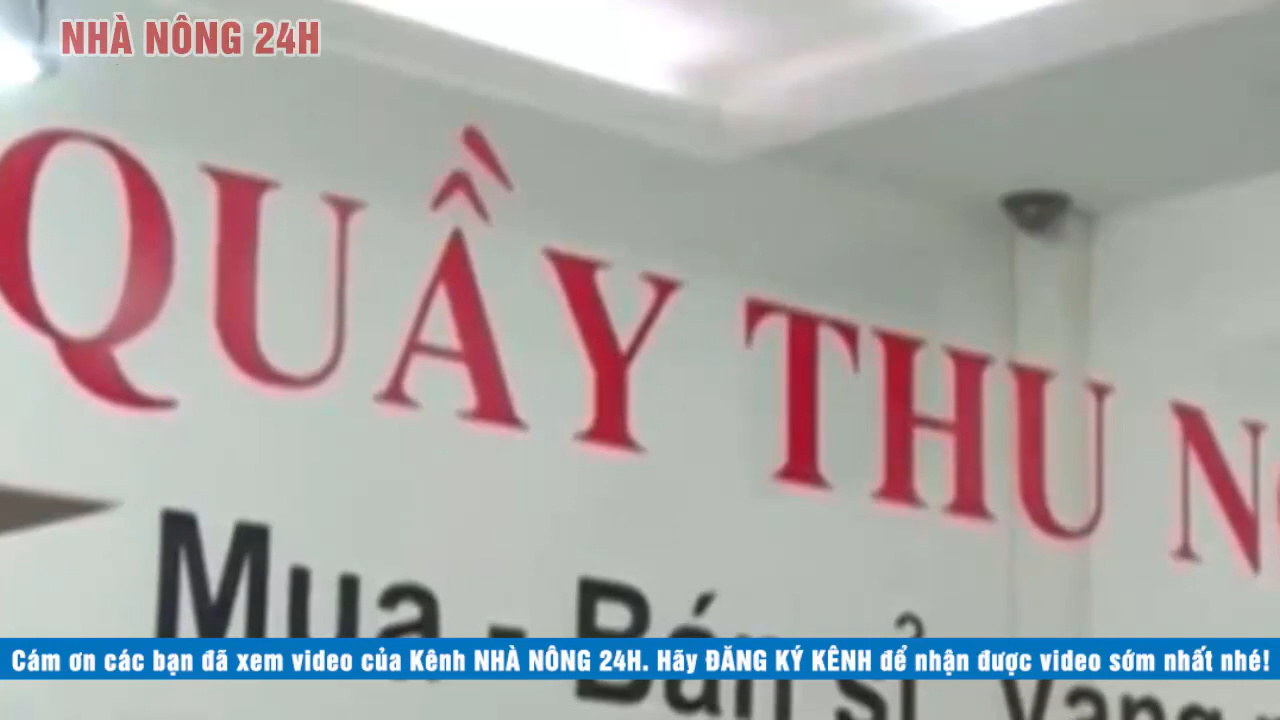 NHÀ NÔNG 24H
QUẦY THU
Mua - Bán sỉ
Cám ơn các bạn đã xem video của Kênh NHÀ NÔNG 24H. Hãy ĐĂNG KÝ KÊNH để nhận được video sớm nhất nhé!